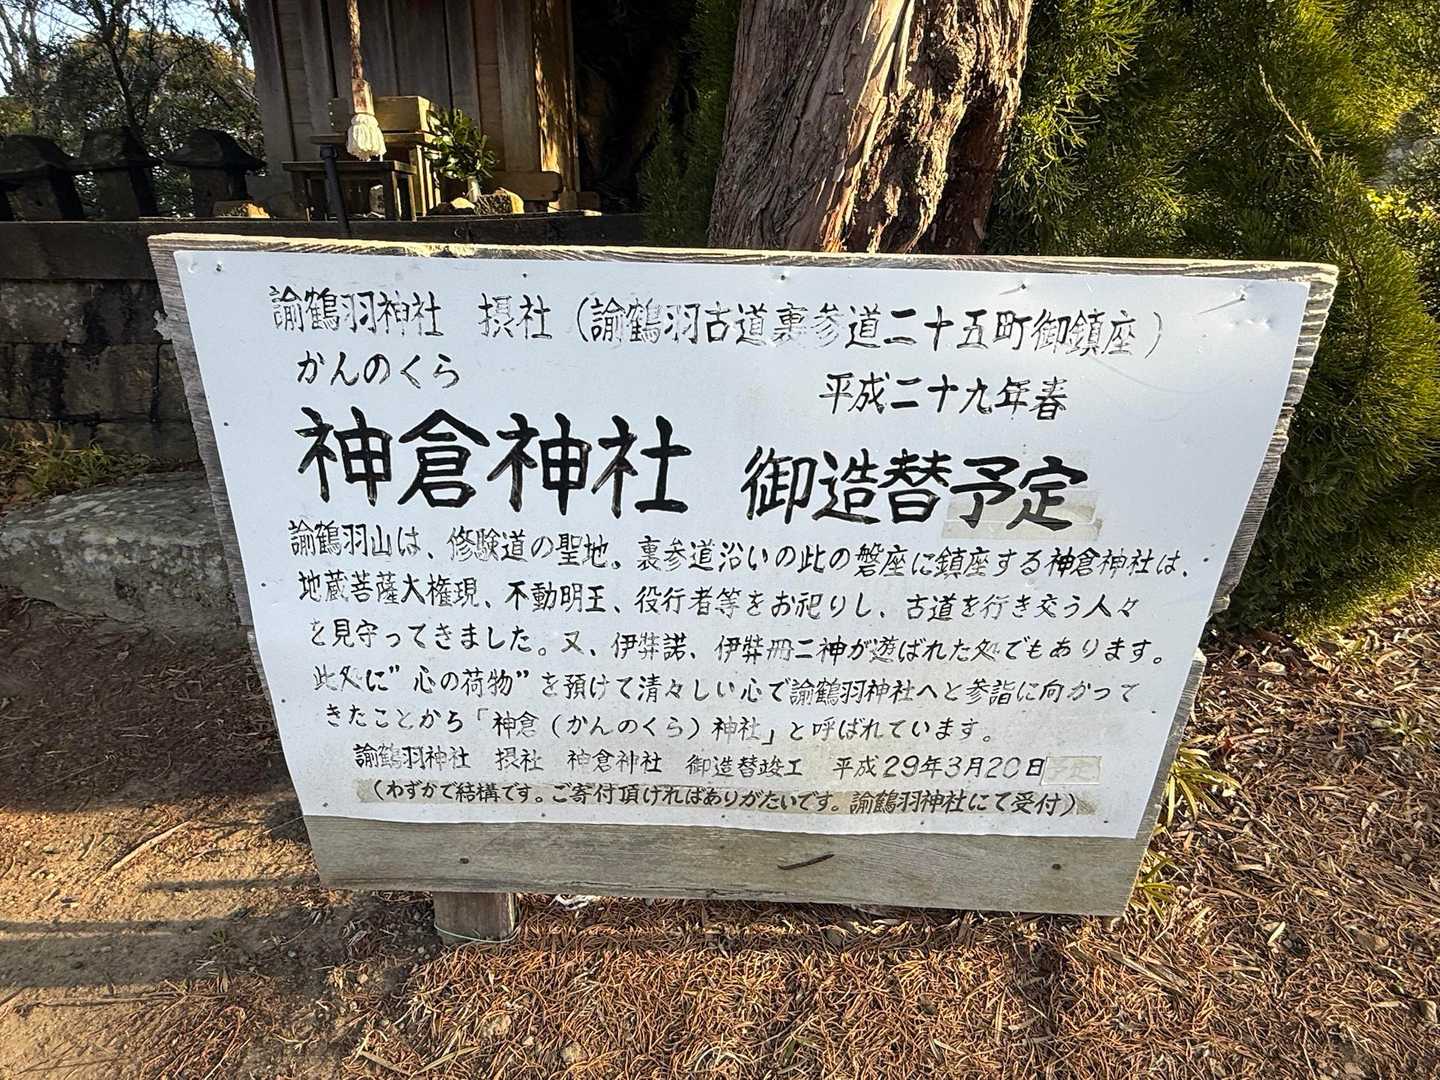 諭鶴羽神社　摂社（諭鶴羽古道裏参道二十五町御鎮座）
かんのくら　平成二十九年春
神倉神社　御造替予定
諭鶴羽山は、修験道の聖地。裏参道沿いの此の磐座に鎮座する神倉神社は、
地蔵菩薩大権現、不動明王、役行者等をお祀りし、古道を行き交う人々
を見守ってきました。又、伊弉諾、伊弉冊二神が遊ばれた処でもあります。
此処に"心の荷物"を預けて清々しい心で諭鶴羽神社へと参詣に向かって
きたことから「神倉（かんのくら）神社」と呼ばれています。
諭鶴羽神社　摂社　神倉神社　御造替竣工　平成29年3月20日予定
（わずかで結構です。ご寄付頂ければありがたいです。諭鶴羽神社にて受付）